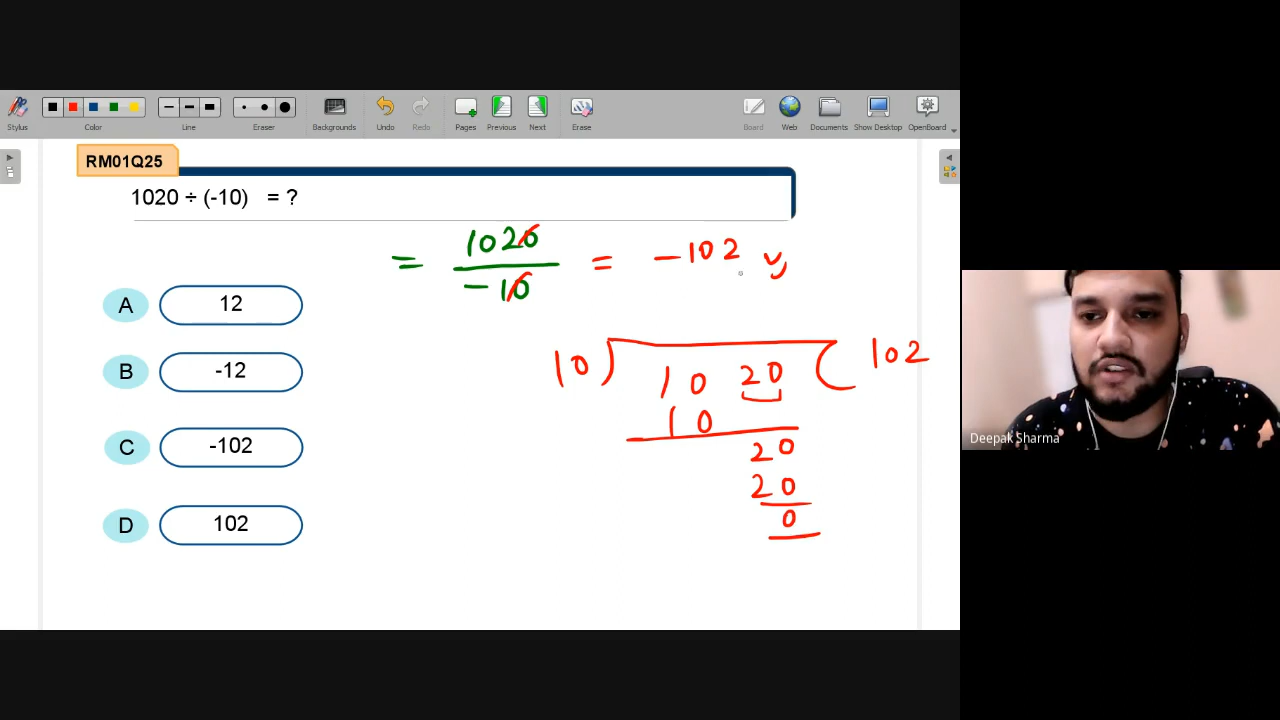 Stylus Color Line Eraser Backgrounds Undo Redo Pages Previous Next Erase Board Web Documents Show Desktop OpenBoard
RM01Q25
1020 ÷ (-10) = ?
= 1020 / -10 = -102
A 12
B -12
C -102
D 102
10 ) 1020 ( 102
10
20
20
0
Deepak Sharma